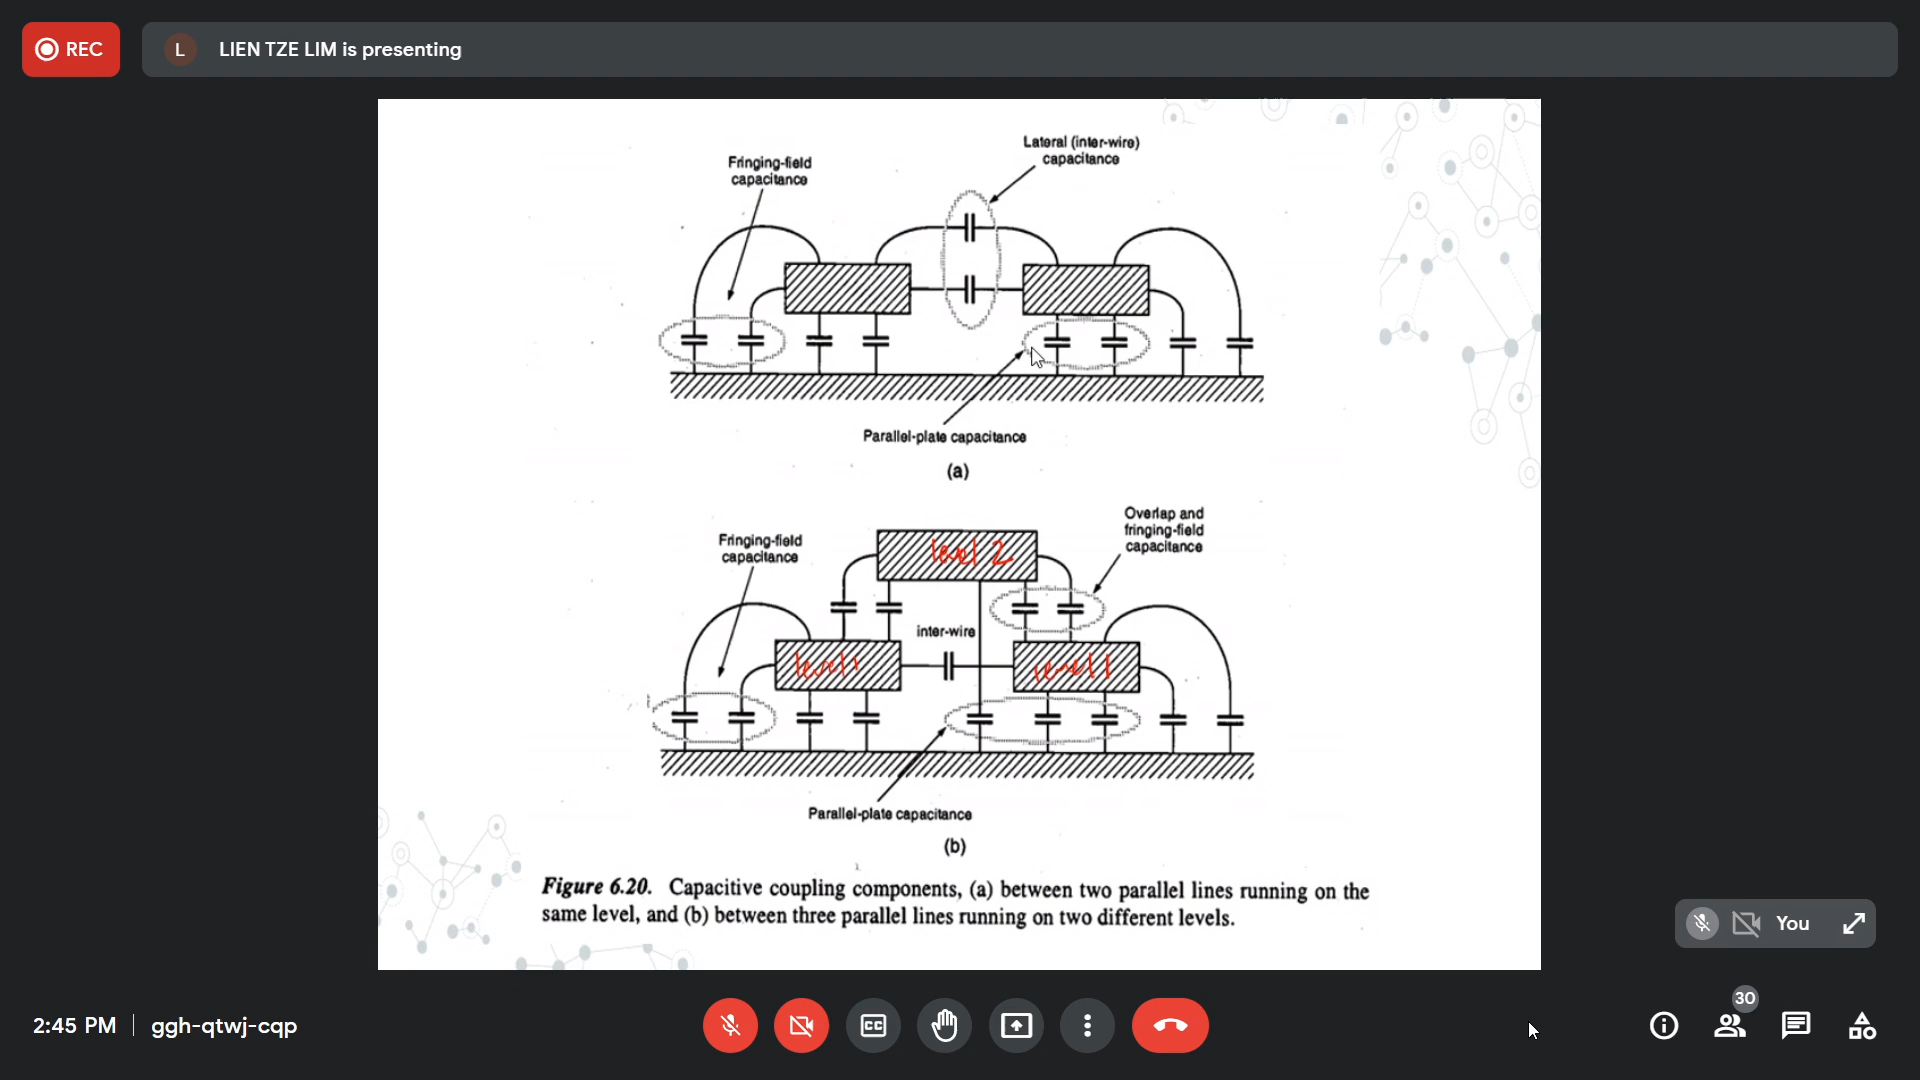 REC
L
LIEN TZE LIM is presenting
Lateral (inter-wire)
capacitance
Fringing-field
capacitance
Parallel-plate capacitance
(a)
Overlap and
fringing-field
capacitance
Fringing-field
capacitance
level 2
inter-wire
level 1
level 1
Parallel-plate capacitance
(b)
Figure 6.20. Capacitive coupling components, (a) between two parallel lines running on the
same level, and (b) between three parallel lines running on two different levels.
You
30
2:45 PM
ggh-qtwj-cqp
CC